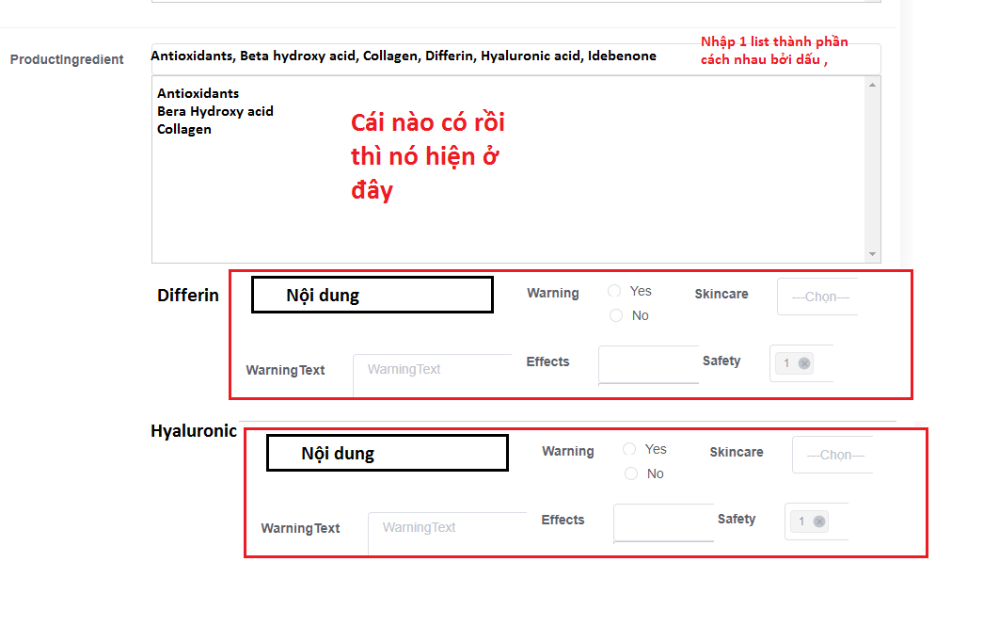 ProductIngredient
Antioxidants, Beta hydroxy acid, Collagen, Differin, Hyaluronic acid, Idebenone
Nhập 1 list thành phần
cách nhau bởi dấu ,
Antioxidants
Bera Hydroxy acid
Collagen
Cái nào có rồi
thì nó hiện ở
đây
Differin
Nội dung
Warning
Yes
No
Skincare
---Chọn---
WarningText
WarningText
Effects
Safety
1
Hyaluronic
Nội dung
Warning
Yes
No
Skincare
---Chọn---
WarningText
WarningText
Effects
Safety
1